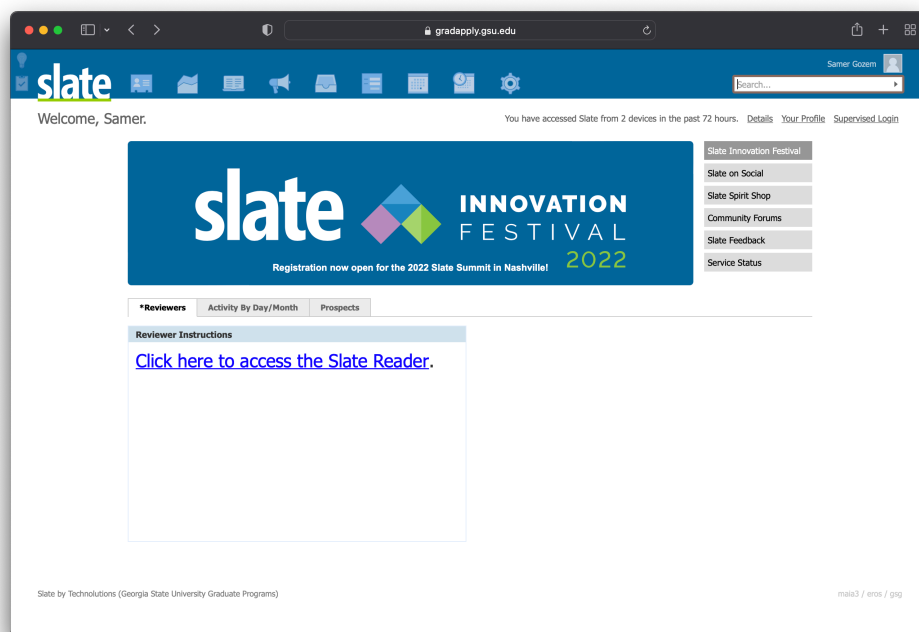 gradapply.gsu.edu
slate
Samer Gozem
Search...
Welcome, Samer.
You have accessed Slate from 2 devices in the past 72 hours. Details Your Profile Supervised Login
slate
INNOVATION
FESTIVAL
2022
Registration now open for the 2022 Slate Summit in Nashville!
Slate Innovation Festival
Slate on Social
Slate Spirit Shop
Community Forums
Slate Feedback
Service Status
*Reviewers Activity By Day/Month Prospects
Reviewer Instructions
Click here to access the Slate Reader.
Slate by Technolutions (Georgia State University Graduate Programs)
maia3 / eros / gsg